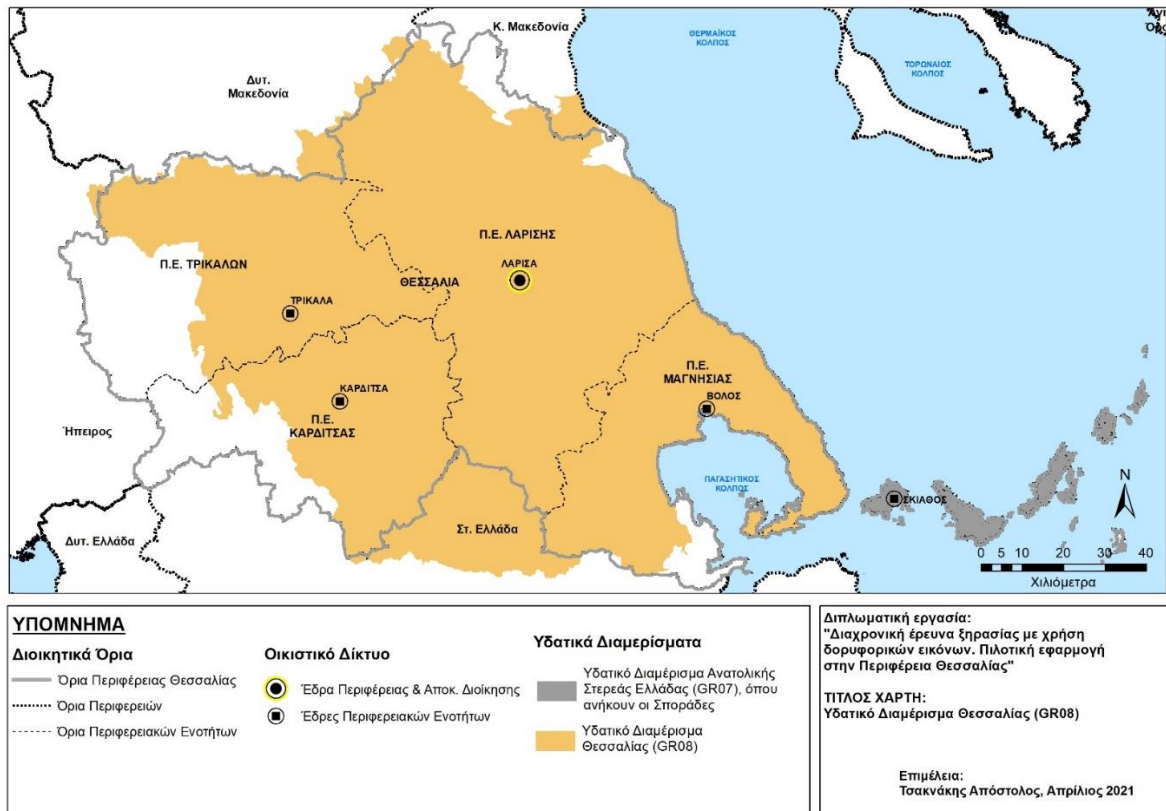 Κ. Μακεδονία
ΘΕΡΜΑΪΚΟΣ
ΚΟΛΠΟΣ
Άγι
Όρο
ΤΟΡΩΝΑΙΟΣ
ΚΟΛΠΟΣ
Δυτ.
Μακεδονία
Π.Ε. ΛΑΡΙΣΗΣ
ΛΑΡΙΣΑ
Π.Ε. ΤΡΙΚΑΛΩΝ
ΘΕΣΣΑΛΙΑ
ΤΡΙΚΑΛΑ
Π.Ε.
ΜΑΓΝΗΣΙΑΣ
ΒΟΛΟΣ
ΚΑΡΔΙΤΣΑ
Π.Ε.
ΚΑΡΔΙΤΣΑΣ
Ήπειρος
ΠΑΓΑΣΗΤΙΚΟΣ
ΚΟΛΠΟΣ
ΣΚΙΑΘΟΣ
Στ. Ελλάδα
Δυτ. Ελλάδα
N
0 5 10 20 30 40
Χιλιόμετρα
ΥΠΟΜΝΗΜΑ
Διοικητικά Όρια
Όρια Περιφέρειας Θεσσαλίας
Όρια Περιφερειών
Όρια Περιφερειακών Ενοτήτων
Οικιστικό Δίκτυο
Έδρα Περιφέρειας & Αποκ. Διοίκησης
Έδρες Περιφερειακών Ενοτήτων
Υδατικά Διαμερίσματα
Υδατικό Διαμέρισμα Ανατολικής
Στερεάς Ελλάδας (GR07), όπου
ανήκουν οι Σποράδες
Υδατικό Διαμέρισμα
Θεσσαλίας (GR08)
Διπλωματική εργασία:
"Διαχρονική έρευνα ξηρασίας με χρήση
δορυφορικών εικόνων. Πιλοτική εφαρμογή
στην Περιφέρεια Θεσσαλίας"
ΤΙΤΛΟΣ ΧΑΡΤΗ:
Υδατικό Διαμέρισμα Θεσσαλίας (GR08)
Επιμέλεια:
Τσακνάκης Απόστολος, Απρίλιος 2021